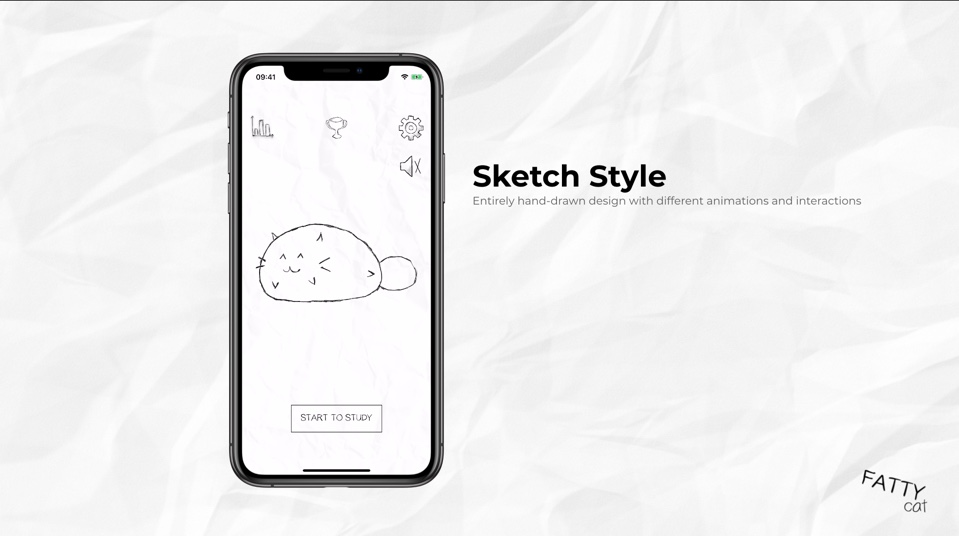 09:41
Sketch Style
Entirely hand-drawn design with different animations and interactions
START TO STUDY
FATTY
cat